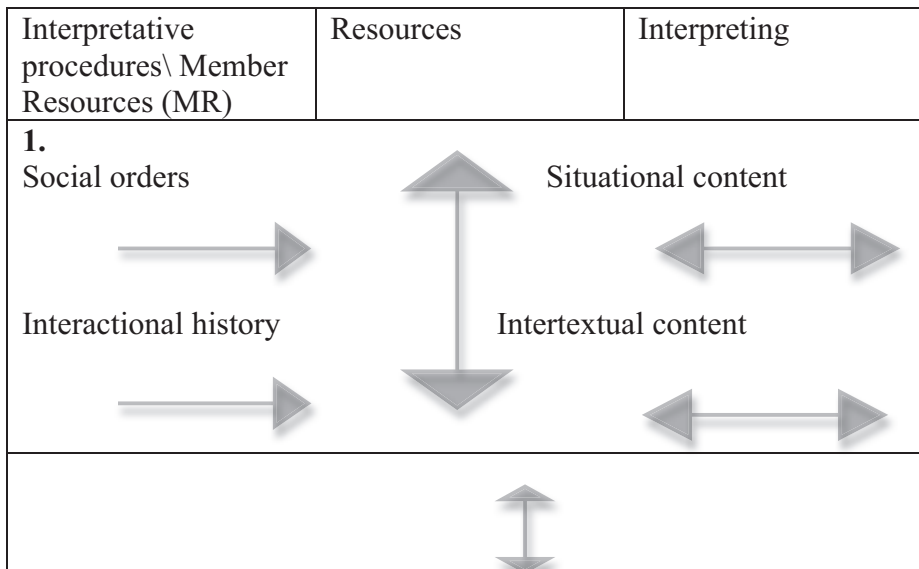 Interpretative
procedures\ Member
Resources (MR)
Resources
Interpreting
1.
Social orders
Situational content
Interactional history
Intertextual content